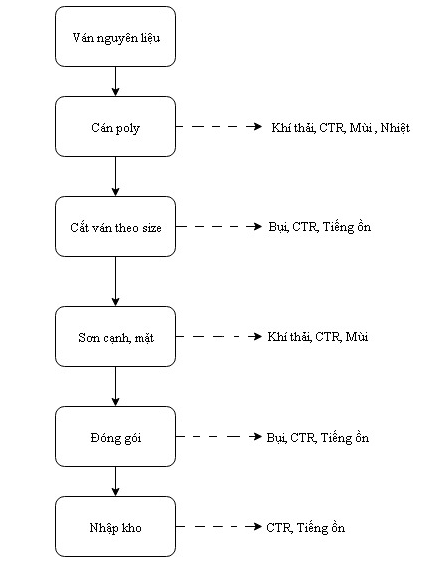 Ván nguyên liệu
Cán poly
Khí thải, CTR, Mùi , Nhiệt
Cắt ván theo size
Bụi, CTR, Tiếng ồn
Sơn cạnh, mặt
Khí thải, CTR, Mùi
Đóng gói
Bụi, CTR, Tiếng ồn
Nhập kho
CTR, Tiếng ồn